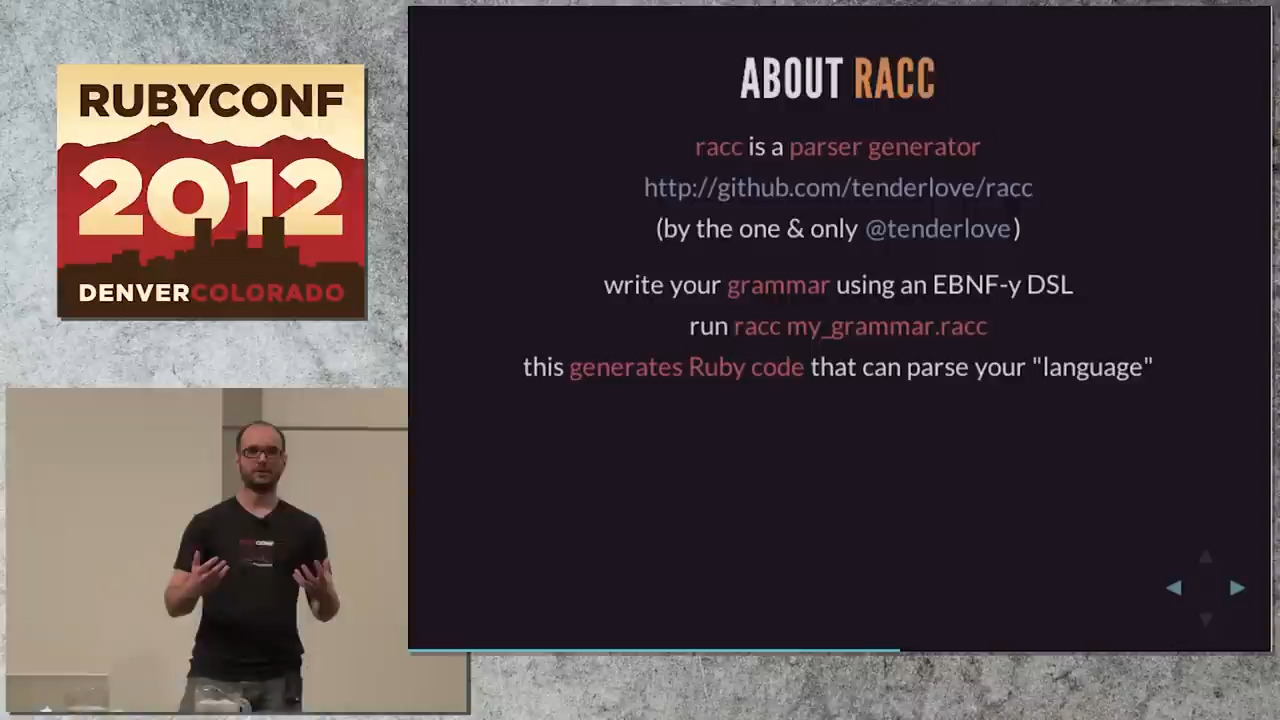 RUBYCONF
2012
DENVERCOLORADO
ABOUT RACC
racc is a parser generator
http://github.com/tenderlove/racc
(by the one & only @tenderlove)
write your grammar using an EBNF-y DSL
run racc my_grammar.racc
this generates Ruby code that can parse your "language"